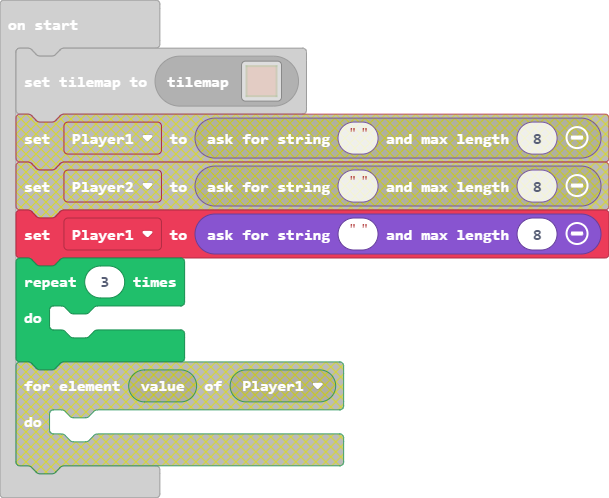 on start
set tilemap to tilemap
set Player1 to ask for string " " and max length 8
set Player2 to ask for string " " and max length 8
set Player1 to ask for string " " and max length 8
repeat 3 times
do
for element value of Player1
do